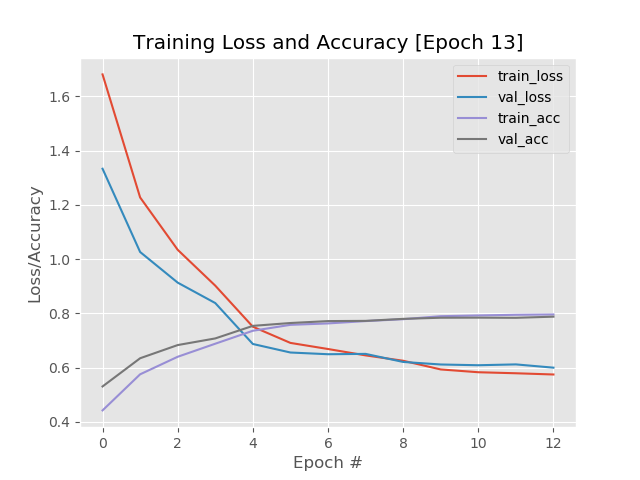 Training Loss and Accuracy [Epoch 13]
train_loss
val_loss
train_acc
val_acc
1.6
1.4
1.2
1.0
0.8
0.6
0.4
Loss/Accuracy
0 2 4 6 8 10 12
Epoch #